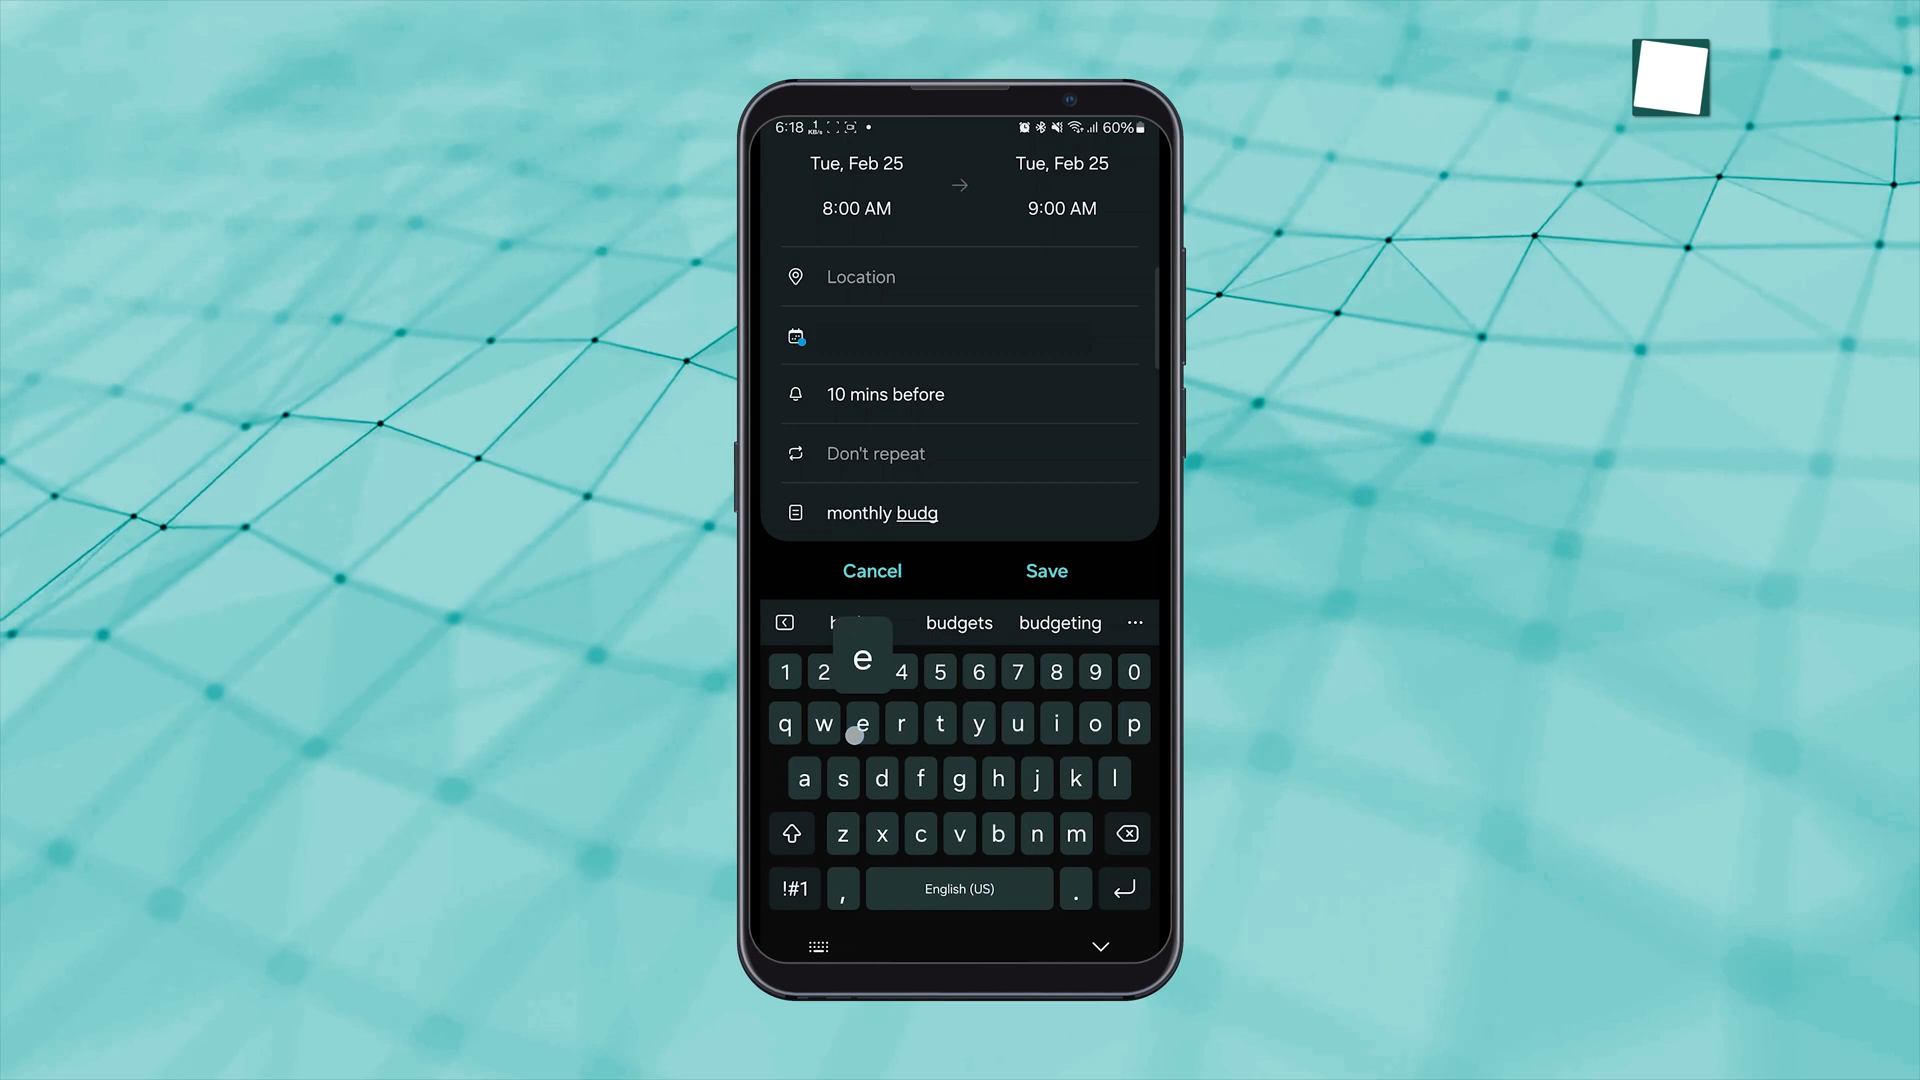 6:18 1 KB/s 60%
Tue, Feb 25 Tue, Feb 25
8:00 AM 9:00 AM
Location
10 mins before
Don't repeat
monthly budg
Cancel Save
budgets budgeting
e
1 2 4 5 6 7 8 9 0
q w e r t y u i o p
a s d f g h j k l
z x c v b n m
!#1 , English (US) .